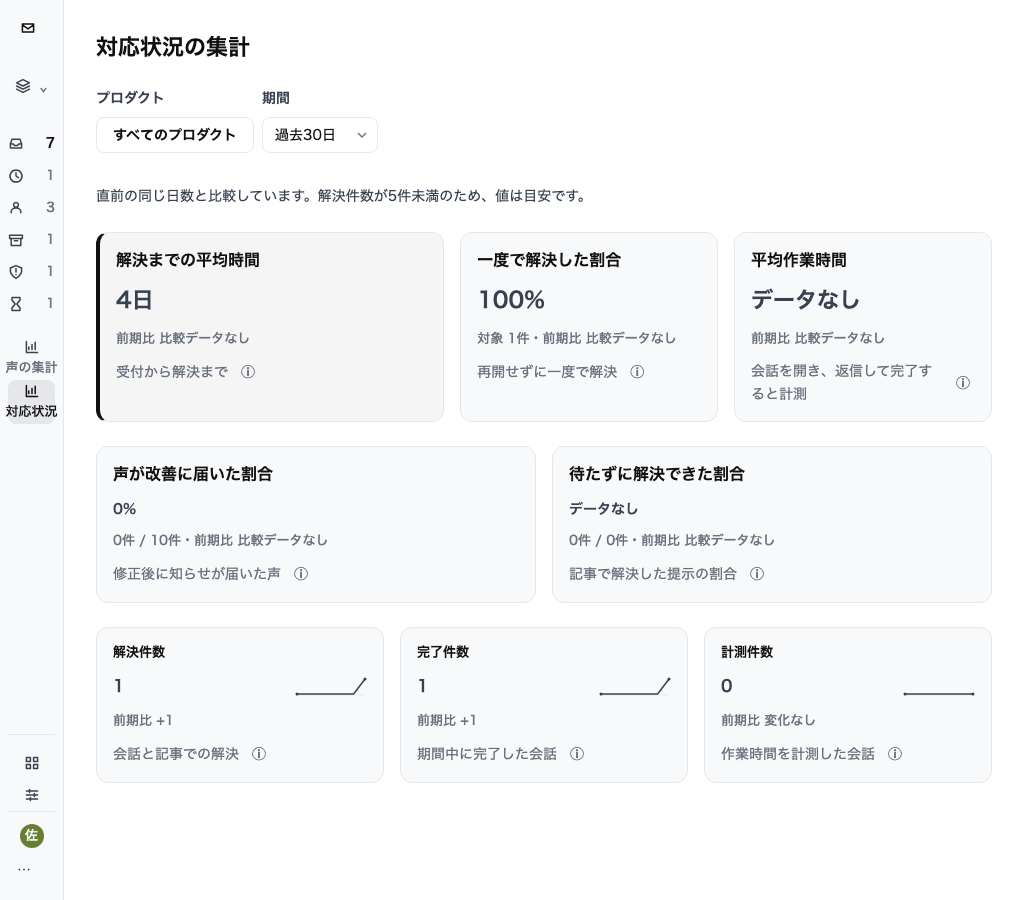 対応状況の集計
プロダクト
期間
すべてのプロダクト
過去30日
7
1
3
1
1
1
声の集計
対応状況
直前の同じ日数と比較しています。解決件数が5件未満のため、値は目安です。
解決までの平均時間
4日
前期比 比較データなし
受付から解決まで
一度で解決した割合
100%
対象 1件・前期比 比較データなし
再開せずに一度で解決
平均作業時間
データなし
前期比 比較データなし
会話を開き、返信して完了す
ると計測
声が改善に届いた割合
0%
0件 / 10件・前期比 比較データなし
修正後に知らせが届いた声
待たずに解決できた割合
データなし
0件 / 0件・前期比 比較データなし
記事で解決した提示の割合
解決件数
1
前期比 +1
会話と記事での解決
完了件数
1
前期比 +1
期間中に完了した会話
計測件数
0
前期比 変化なし
作業時間を計測した会話
佐